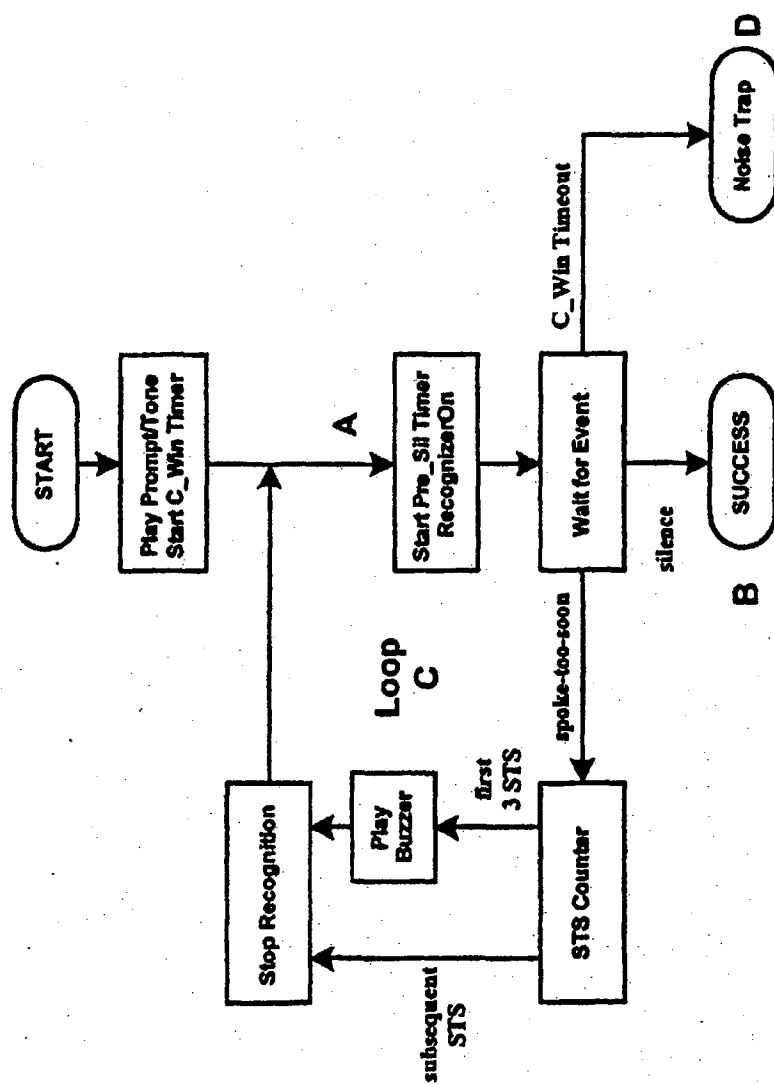 START
Play Prompt/Tone
Start C_Win Timer
A
Start Pre_Sil Timer
RecognizerOn
Wait for Event
C_Win Timeout
Noise Trap
D
silence
SUCCESS
B
spoke-too-soon
STS Counter
first
3 STS
Play
Buzzer
subsequent
STS
Stop Recognition
Loop
C